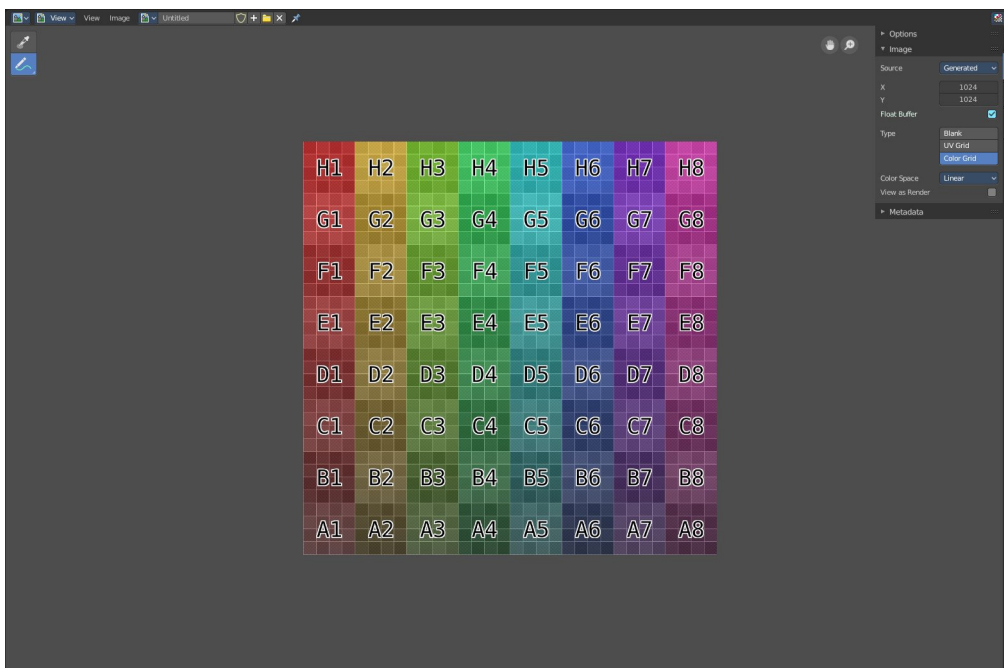 View View Image Untitled
Options
Image
Source Generated
X 1024
Y 1024
Float Buffer
Type Blank
UV Grid
Color Grid
Color Space Linear
View as Render
Metadata
H1 H2 H3 H4 H5 H6 H7 H8
G1 G2 G3 G4 G5 G6 G7 G8
F1 F2 F3 F4 F5 F6 F7 F8
E1 E2 E3 E4 E5 E6 E7 E8
D1 D2 D3 D4 D5 D6 D7 D8
C1 C2 C3 C4 C5 C6 C7 C8
B1 B2 B3 B4 B5 B6 B7 B8
A1 A2 A3 A4 A5 A6 A7 A8